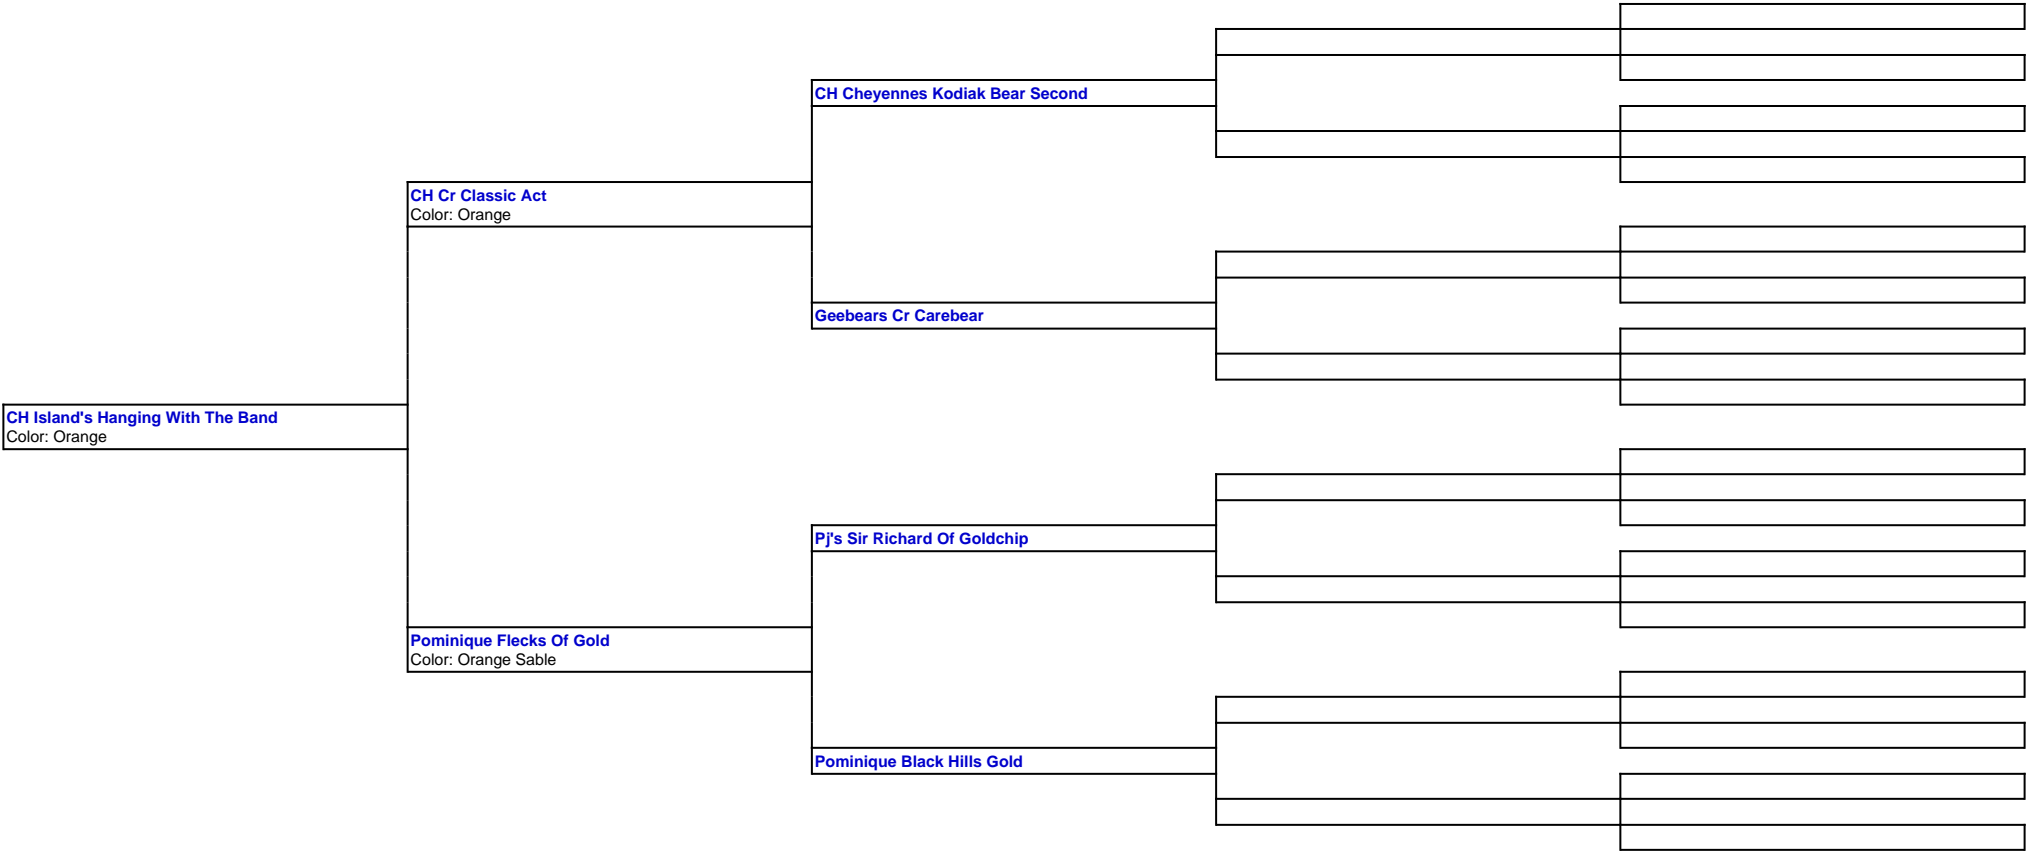 CH Cheyennes Kodiak Bear Second
CH Cr Classic Act
Color: Orange
Geebears Cr Carebear
CH Island's Hanging With The Band
Color: Orange
Pj's Sir Richard Of Goldchip
Pominique Flecks Of Gold
Color: Orange Sable
Pominique Black Hills Gold